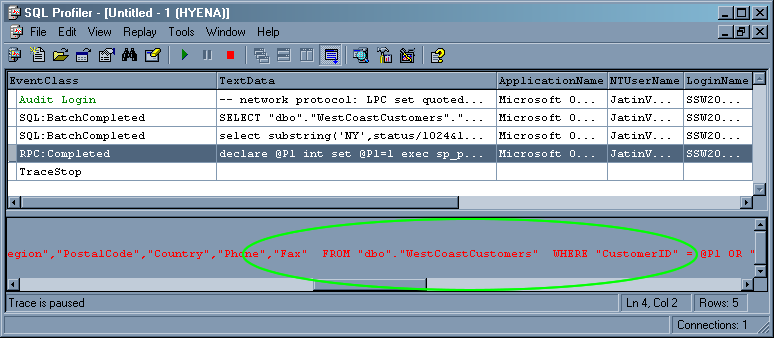 SQL Profiler - [Untitled - 1 (HYENA)]
File Edit View Replay Tools Window Help
EventClass TextData ApplicationName NTUserName LoginName
Audit Login -- network protocol: LPC set quoted... Microsoft O... JatinV... SSW20...
SQL:BatchCompleted SELECT "dbo"."WestCoastCustomers"."... Microsoft O... JatinV... SSW20...
SQL:BatchCompleted select substring('NY',status/1024&1... Microsoft O... JatinV... SSW20...
RPC:Completed declare @P1 int set @P1=1 exec sp_p... Microsoft O... JatinV... SSW20...
TraceStop
egion","PostalCode","Country","Phone","Fax" FROM "dbo"."WestCoastCustomers" WHERE "CustomerID" = @P1 OR "
Trace is paused Ln 4, Col 2 Rows: 5
Connections: 1